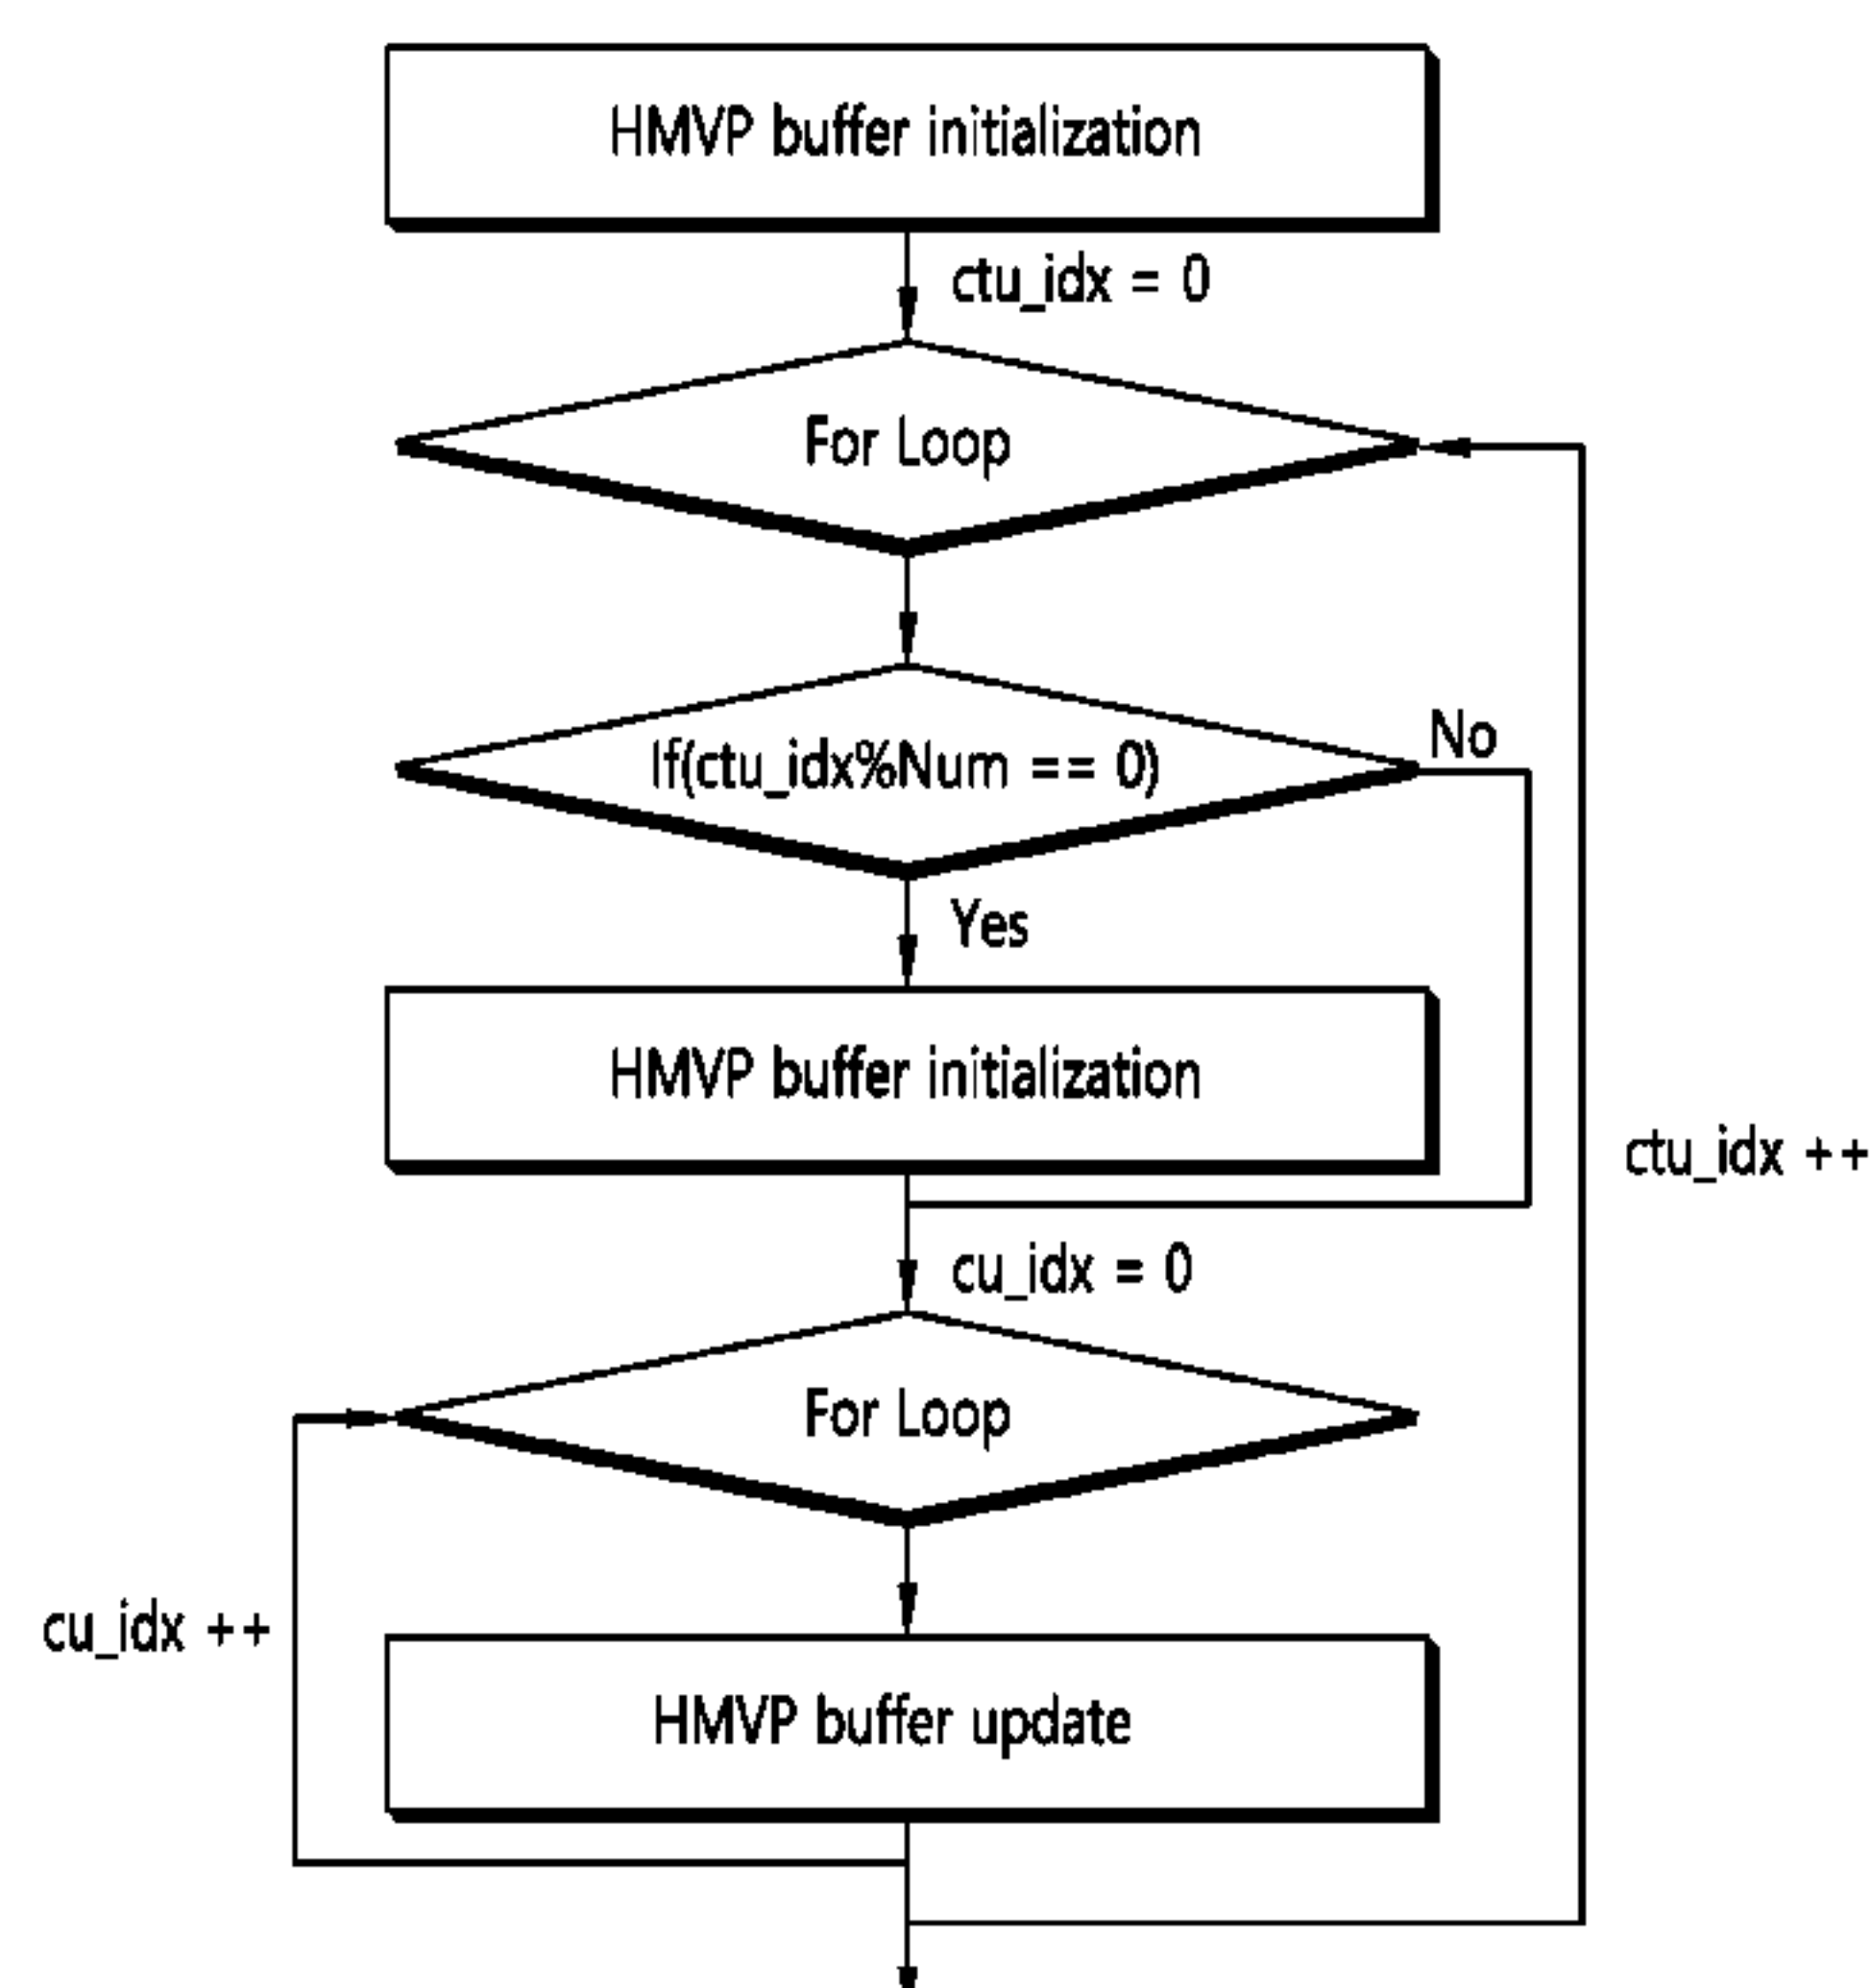 HMVP buffer initialization
ctu_idx = 0
For Loop
If(ctu_idx%Num == 0)
No
Yes
HMVP buffer initialization
ctu_idx ++
cu_idx = 0
For Loop
cu_idx ++
HMVP buffer update